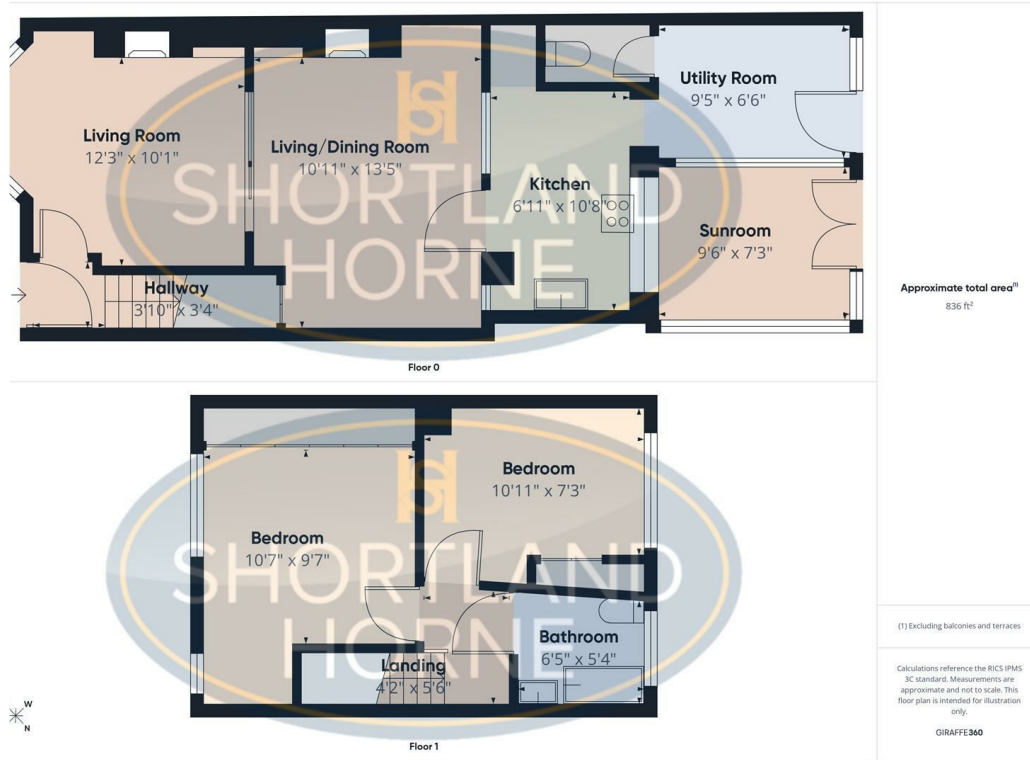 Living Room
12'3" x 10'1"
Living/Dining Room
10'11" x 13'5"
Kitchen
6'11" x 10'8"
Utility Room
9'5" x 6'6"
Sunroom
9'6" x 7'3"
Hallway
3'10" x 3'4"
SHORTLAND
HORNE
Floor 0
Approximate total area(1)
836 ft²
Bedroom
10'7" x 9'7"
Bedroom
10'11" x 7'3"
Bathroom
6'5" x 5'4"
Landing
4'2" x 5'6"
SHORTLAND
HORNE
Floor 1
W
N
(1) Excluding balconies and terraces
Calculations reference the RICS IPMS
3C standard. Measurements are
approximate and not to scale. This
floor plan is intended for illustration
only.
GIRAFFE360